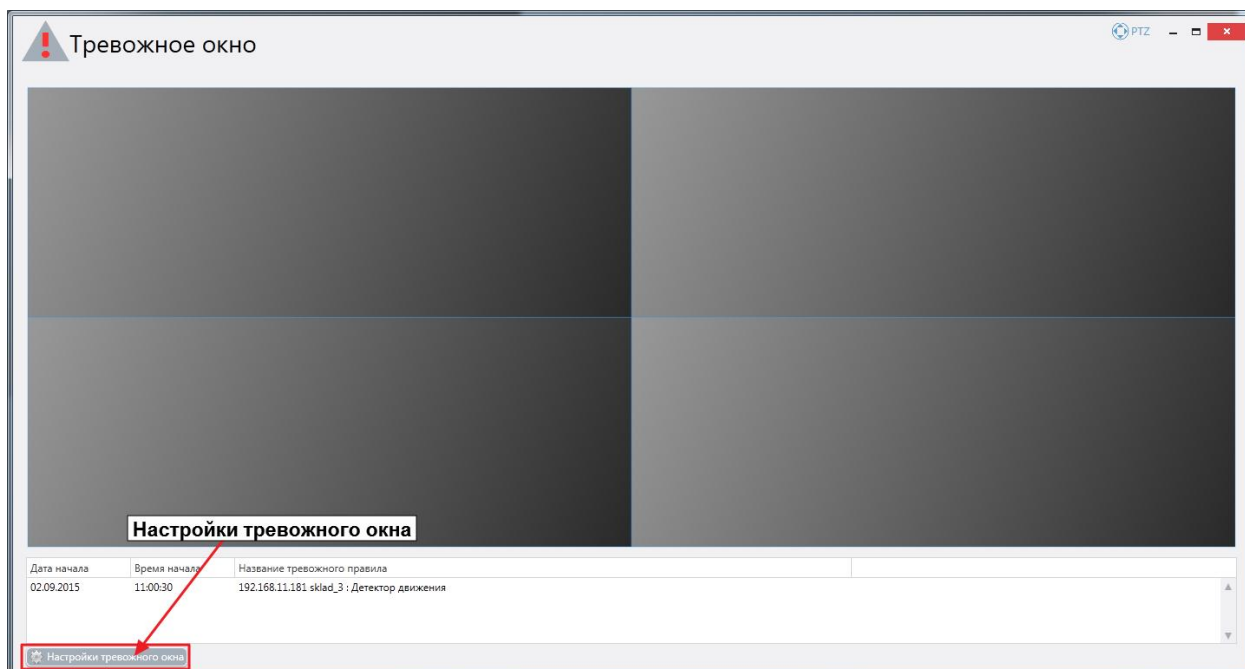 Тревожное окно
PTZ
Настройки тревожного окна
Дата начала Время начала Название тревожного правила
02.09.2015 11:00:30 192.168.11.181 sklad_3 : Детектор движения
Настройки тревожного окна